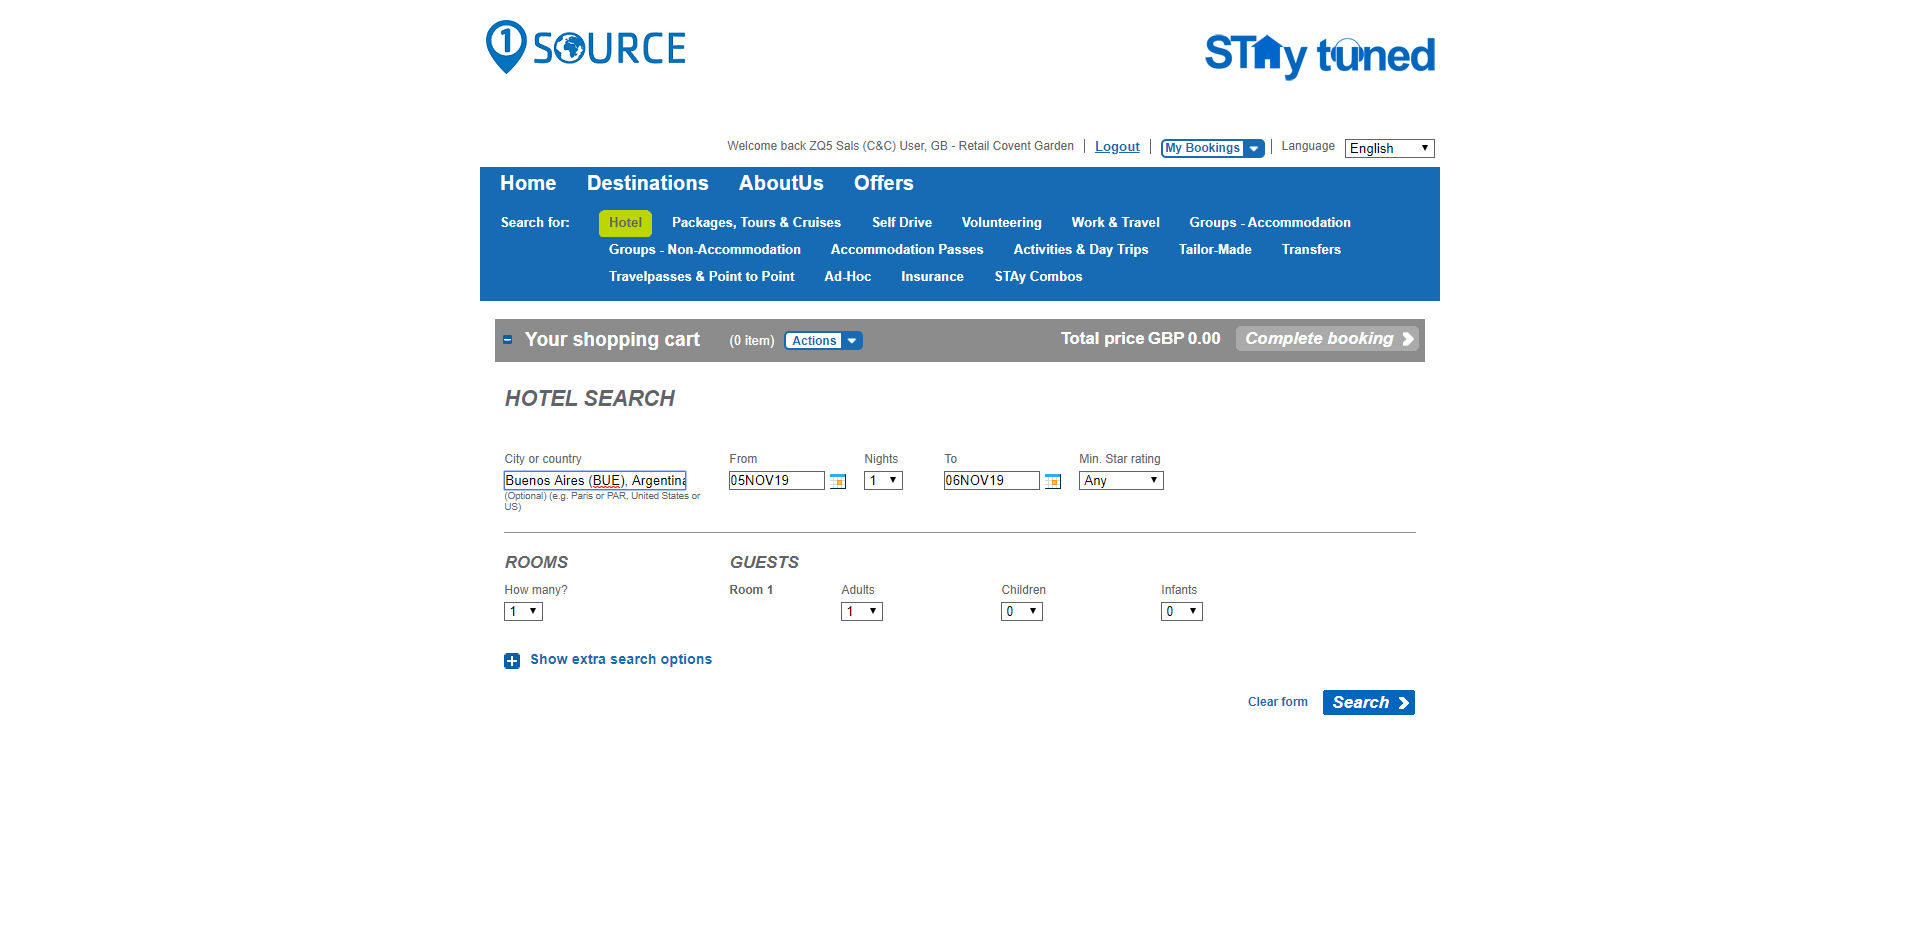 1 SOURCE
STAy tuned
Welcome back ZQ5 Sals (C&C) User, GB - Retail Covent Garden | Logout | My Bookings | Language English
Home Destinations AboutUs Offers
Search for: Hotel Packages, Tours & Cruises Self Drive Volunteering Work & Travel Groups - Accommodation
Groups - Non-Accommodation Accommodation Passes Activities & Day Trips Tailor-Made Transfers
Travelpasses & Point to Point Ad-Hoc Insurance STAy Combos
Your shopping cart (0 item) Actions Total price GBP 0.00 Complete booking
HOTEL SEARCH
City or country From Nights To Min. Star rating
Buenos Aires (BUE), Argentina 05NOV19 1 06NOV19 Any
(Optional) (e.g. Paris or PAR, United States or
US)
ROOMS GUESTS
How many? Room 1 Adults Children Infants
1 1 0 0
Show extra search options
Clear form Search